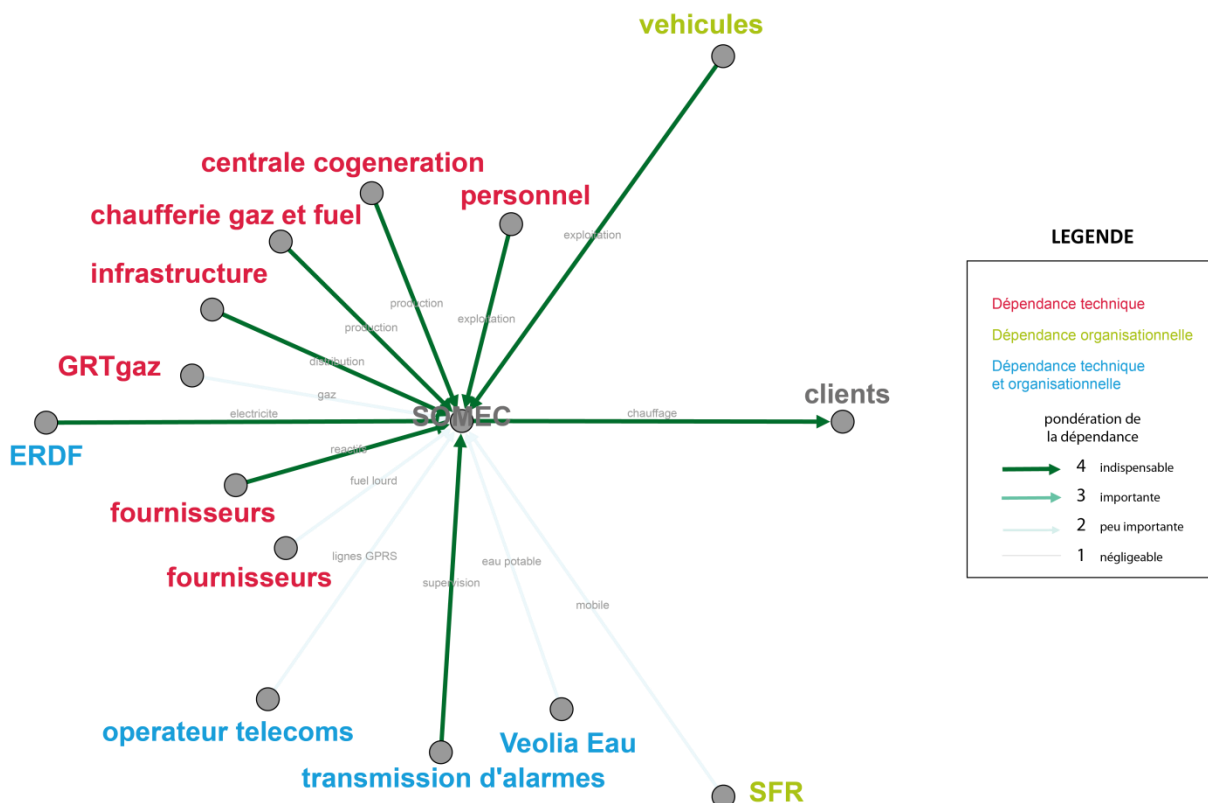 vehicules
centrale cogeneration
personnel
chaufferie gaz et fuel
exploitation
infrastructure
production
production
exploitation
distribution
GRTgaz
gaz
electricite
SOMEC
chauffage
clients
ERDF
reactifs
fuel lourd
fournisseurs
fournisseurs
lignes GPRS
eau potable
supervision
mobile
operateur telecoms
Veolia Eau
transmission d'alarmes
SFR
LEGENDE
Dépendance technique
Dépendance organisationnelle
Dépendance technique
et organisationnelle
pondération de
la dépendance
4 indispensable
3 importante
2 peu importante
1 négligeable